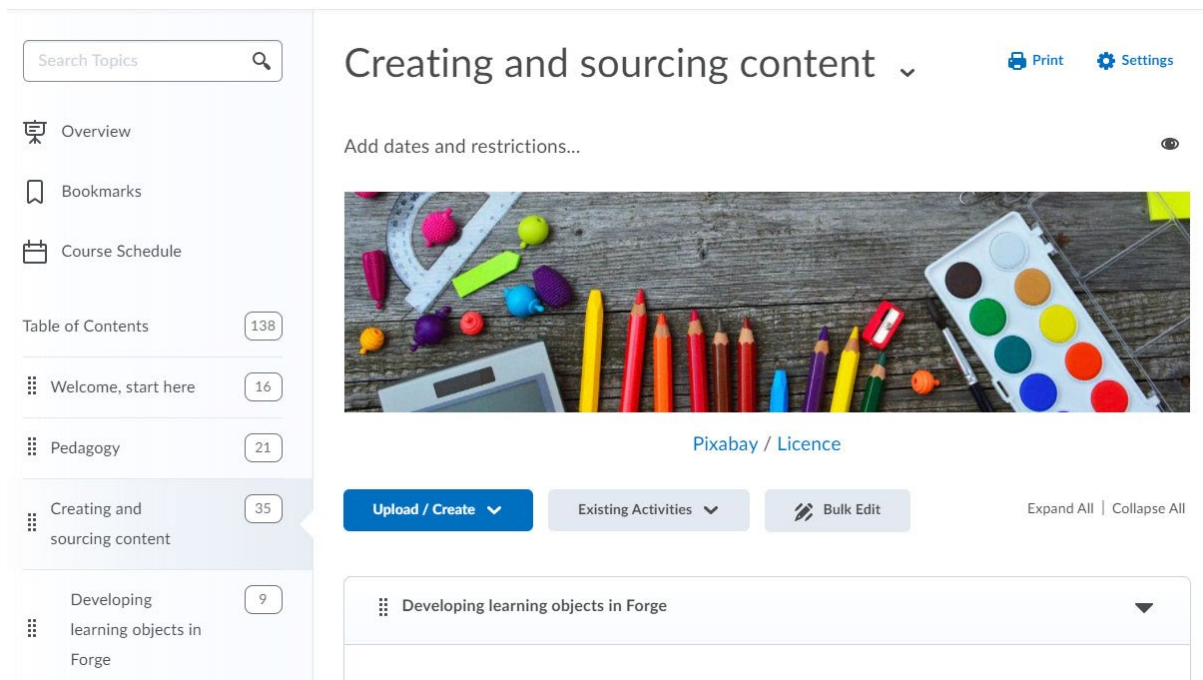 Search Topics
Overview
Bookmarks
Course Schedule
Table of Contents 138
Welcome, start here 16
Pedagogy 21
Creating and 35
sourcing content
Developing 9
learning objects in
Forge
Creating and sourcing content
Print Settings
Add dates and restrictions...
Pixabay / Licence
Upload / Create Existing Activities Bulk Edit Expand All | Collapse All
Developing learning objects in Forge